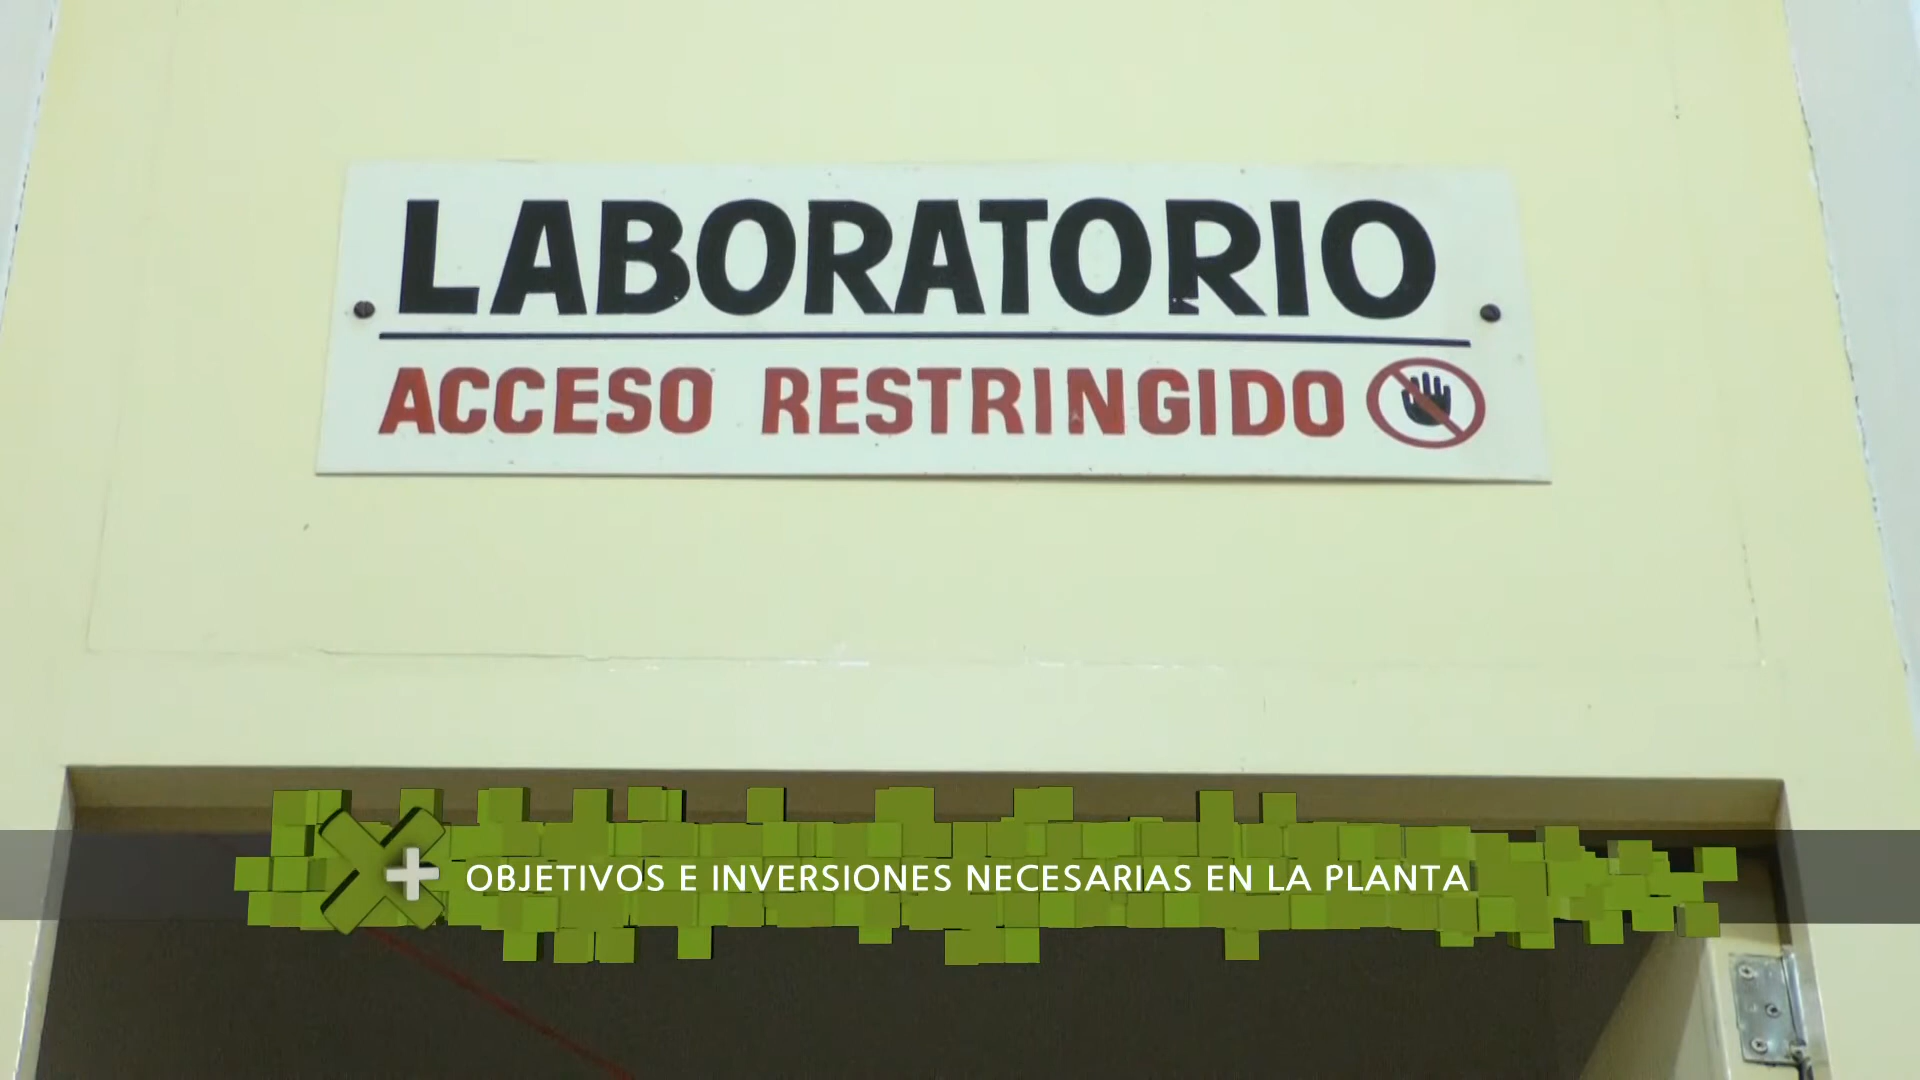 LABORATORIO
ACCESO RESTRINGIDO
OBJETIVOS E INVERSIONES NECESARIAS EN LA PLANTA